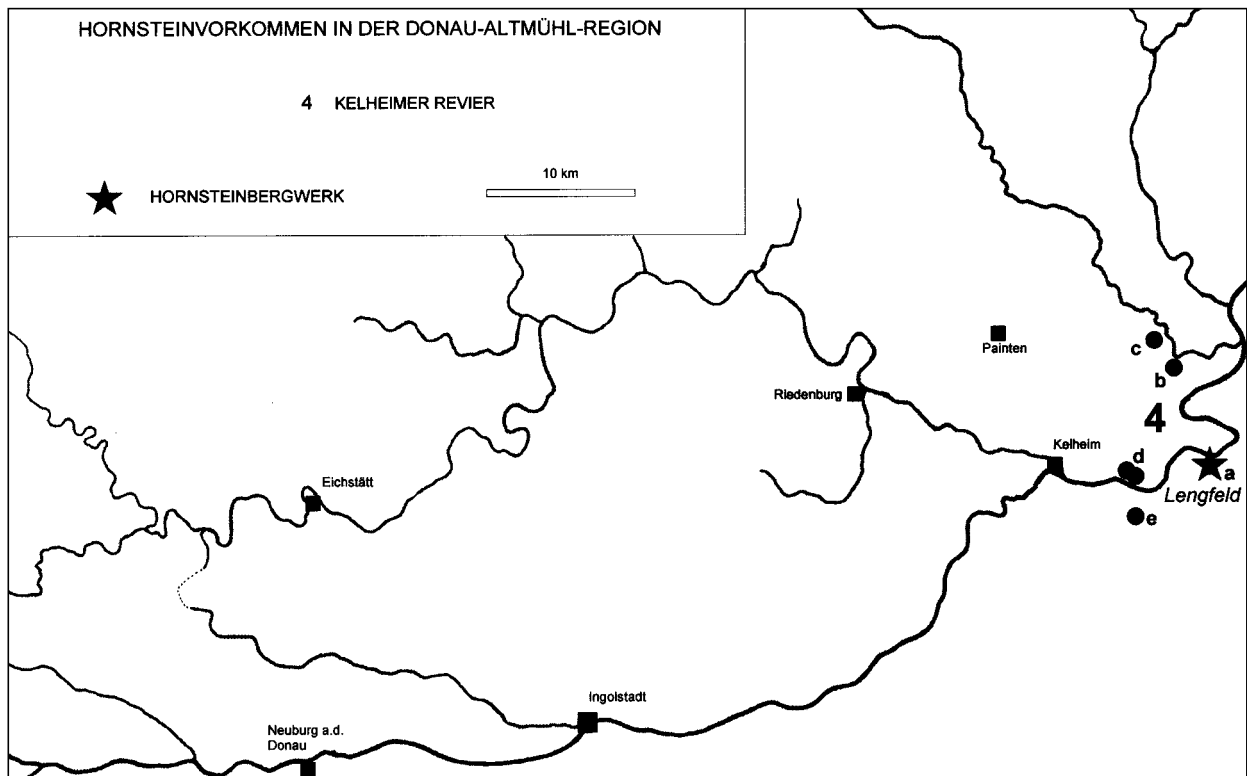 HORNSTEINVORKOMMEN IN DER DONAU-ALTMÜHL-REGION
4 KELHEIMER REVIER
HORNSTEINBERGWERK
10 km
Painten
c
b
Riedenburg
4
Kelheim
d
a
Lengfeld
e
Eichstätt
Ingolstadt
Neuburg a.d.
Donau